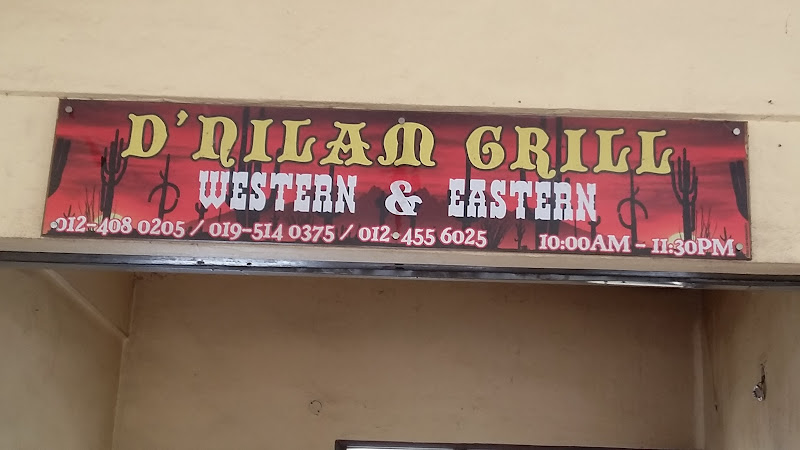 D'NILAM GRILL
WESTERN & EASTERN
012-408 0205 / 019-514 0375 / 012-455 6025 10:00AM - 11:30PM